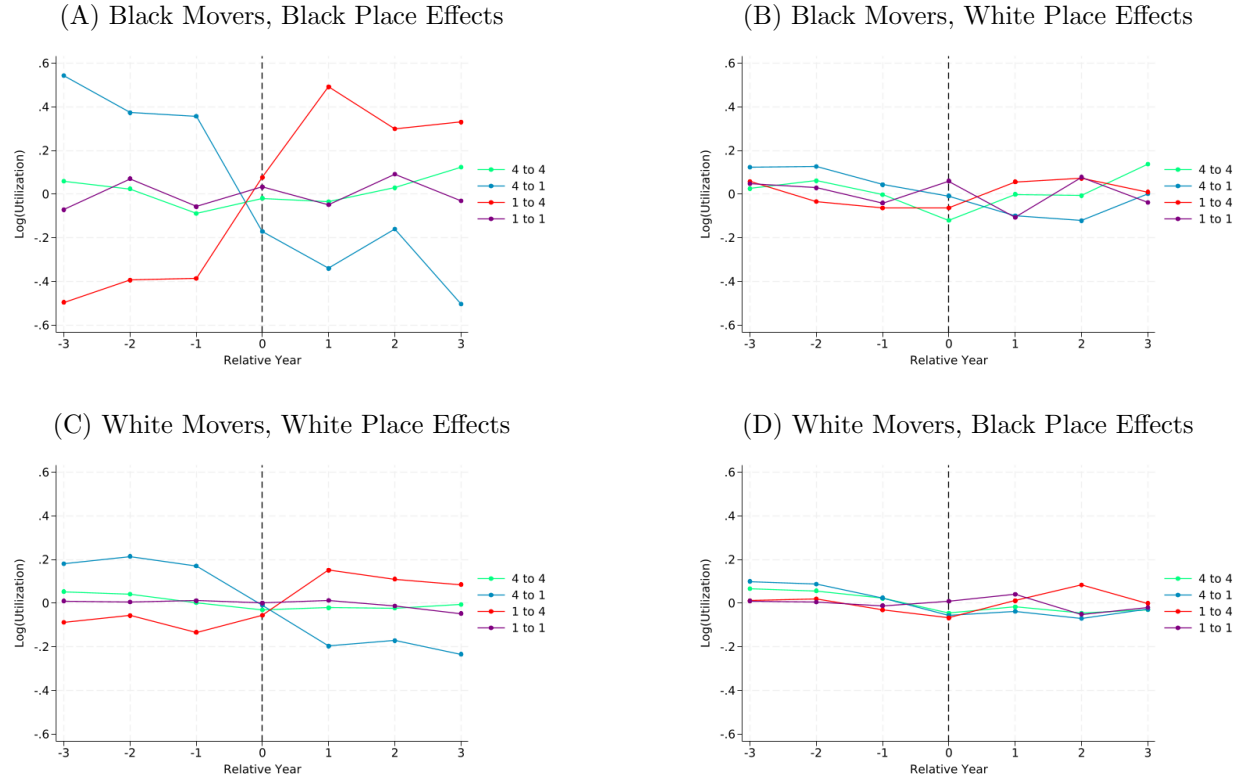 (A) Black Movers, Black Place Effects
.6
.4
.2
0
-.2
-.4
-.6
Log(Utilization)
-3 -2 -1 0 1 2 3
Relative Year
4 to 4
4 to 1
1 to 4
1 to 1
(B) Black Movers, White Place Effects
.6
.4
.2
0
-.2
-.4
-.6
Log(Utilization)
-3 -2 -1 0 1 2 3
Relative Year
4 to 4
4 to 1
1 to 4
1 to 1
(C) White Movers, White Place Effects
.6
.4
.2
0
-.2
-.4
-.6
Log(Utilization)
-3 -2 -1 0 1 2 3
Relative Year
4 to 4
4 to 1
1 to 4
1 to 1
(D) White Movers, Black Place Effects
.6
.4
.2
0
-.2
-.4
-.6
Log(Utilization)
-3 -2 -1 0 1 2 3
Relative Year
4 to 4
4 to 1
1 to 4
1 to 1